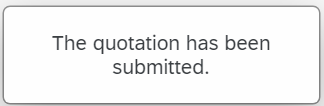 The quotation has been
submitted.